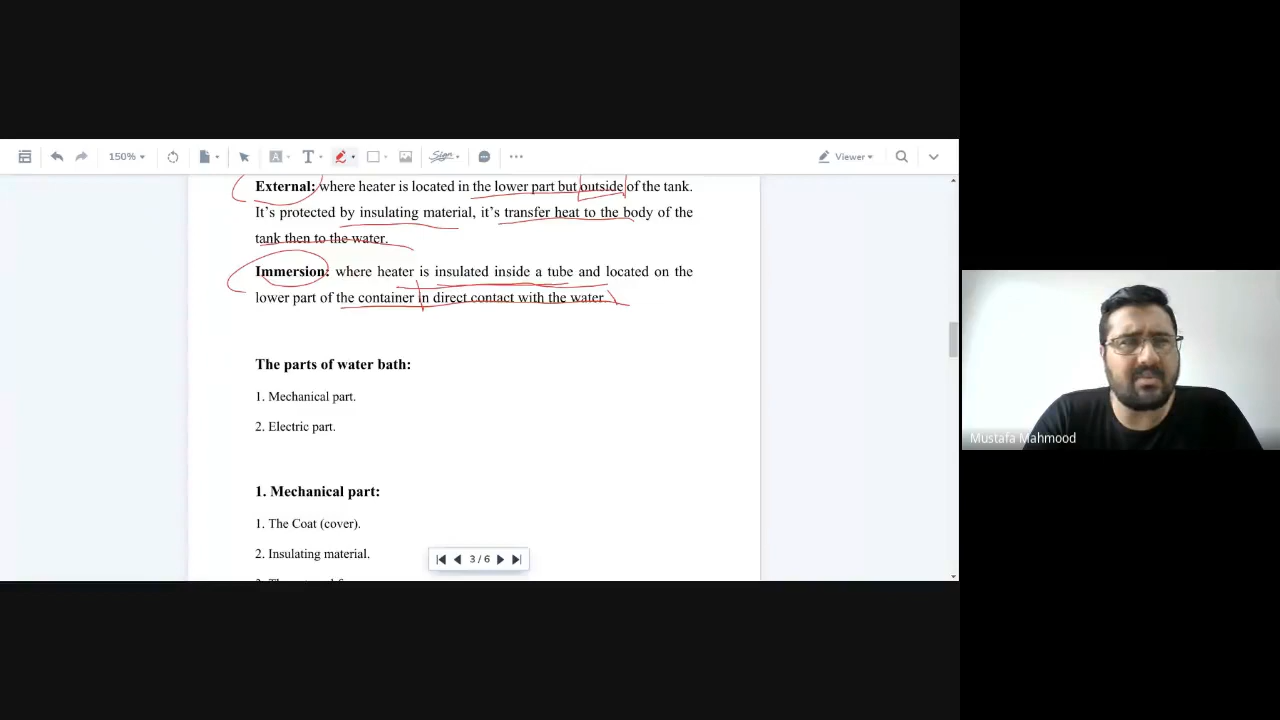 150%
T
Sign
Viewer
External: where heater is located in the lower part but outside of the tank.
It's protected by insulating material, it's transfer heat to the body of the
tank then to the water.
Immersion: where heater is insulated inside a tube and located on the
lower part of the container in direct contact with the water.
The parts of water bath:
1. Mechanical part.
2. Electric part.
1. Mechanical part:
1. The Coat (cover).
2. Insulating material.
3 / 6
Mustafa Mahmood